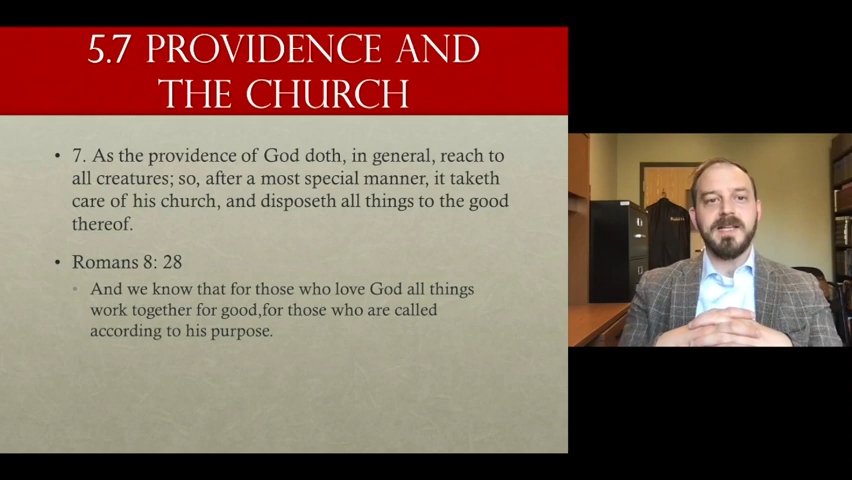 5.7 PROVIDENCE AND
THE CHURCH
• 7. As the providence of God doth, in general, reach to
all creatures; so, after a most special manner, it taketh
care of his church, and disposeth all things to the good
thereof.
• Romans 8: 28
• And we know that for those who love God all things
work together for good,for those who are called
according to his purpose.